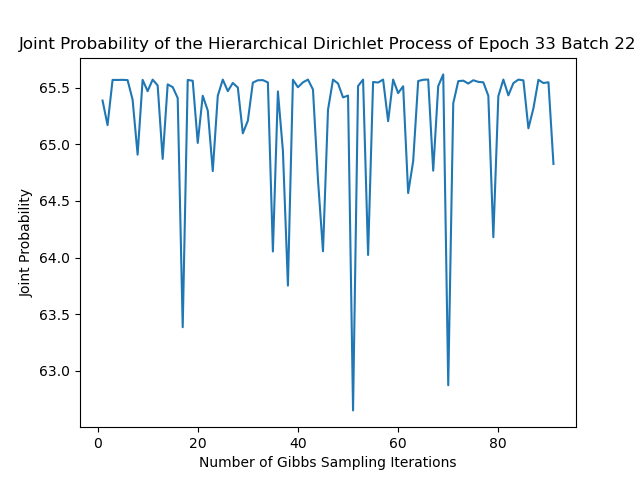 Joint Probability of the Hierarchical Dirichlet Process of Epoch 33 Batch 22
65.5
65.0
64.5
64.0
63.5
63.0
Joint Probability
0 20 40 60 80
Number of Gibbs Sampling Iterations